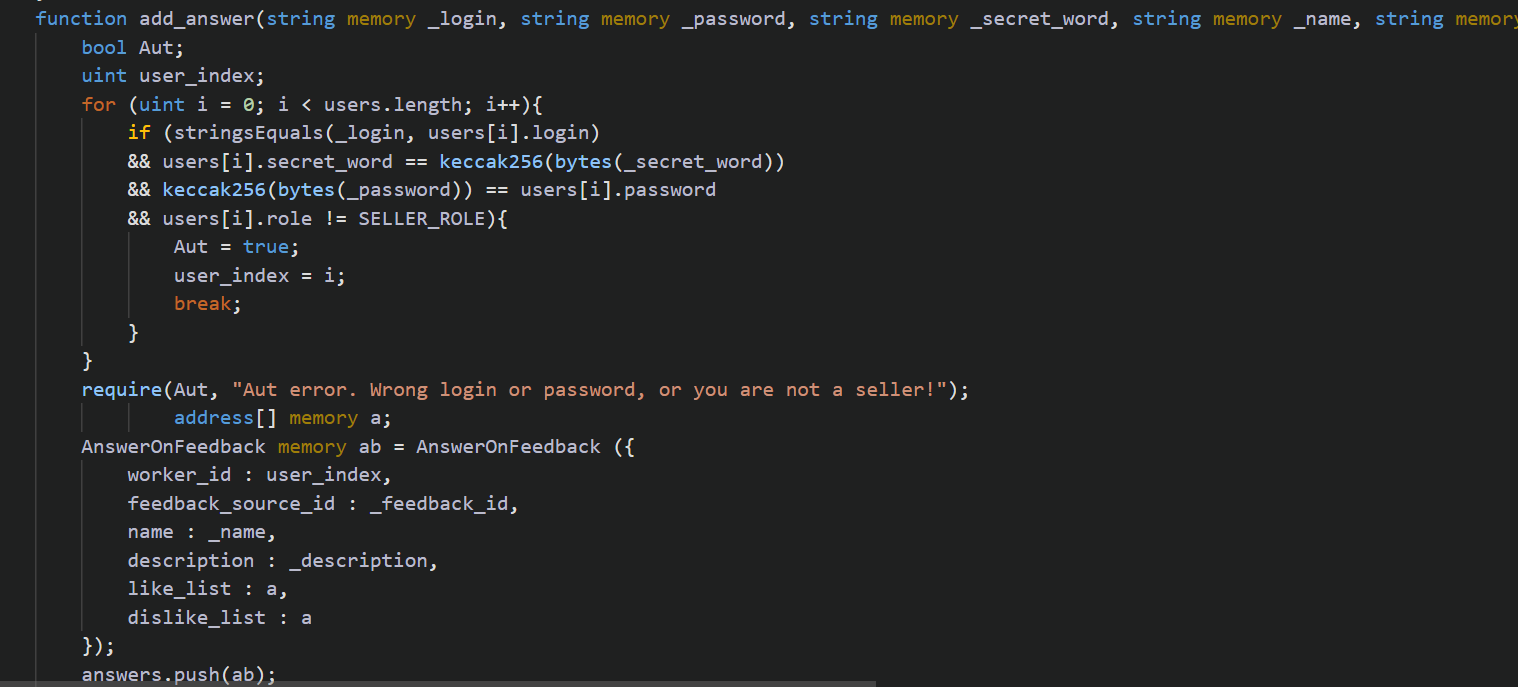 function add_answer(string memory _login, string memory _password, string memory _secret_word, string memory _name, string memory
bool Aut;
uint user_index;
for (uint i = 0; i < users.length; i++){
if (stringsEquals(_login, users[i].login)
&& users[i].secret_word == keccak256(bytes(_secret_word))
&& keccak256(bytes(_password)) == users[i].password
&& users[i].role != SELLER_ROLE){
Aut = true;
user_index = i;
break;
}
}
require(Aut, "Aut error. Wrong login or password, or you are not a seller!");
address[] memory a;
AnswerOnFeedback memory ab = AnswerOnFeedback ({
worker_id : user_index,
feedback_source_id : _feedback_id,
name : _name,
description : _description,
like_list : a,
dislike_list : a
});
answers.push(ab);